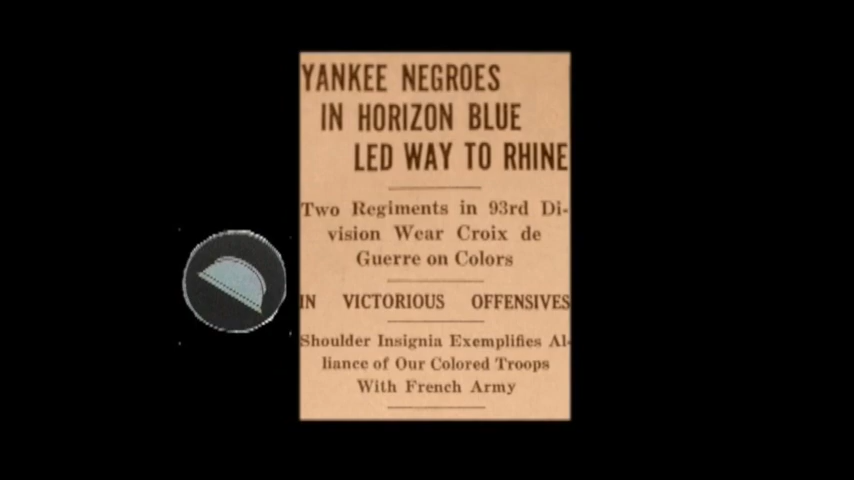 YANKEE NEGROES
IN HORIZON BLUE
LED WAY TO RHINE
Two Regiments in 93rd Di-
vision Wear Croix de
Guerre on Colors
IN VICTORIOUS OFFENSIVES
Shoulder Insignia Exemplifies Al-
liance of Our Colored Troops
With French Army